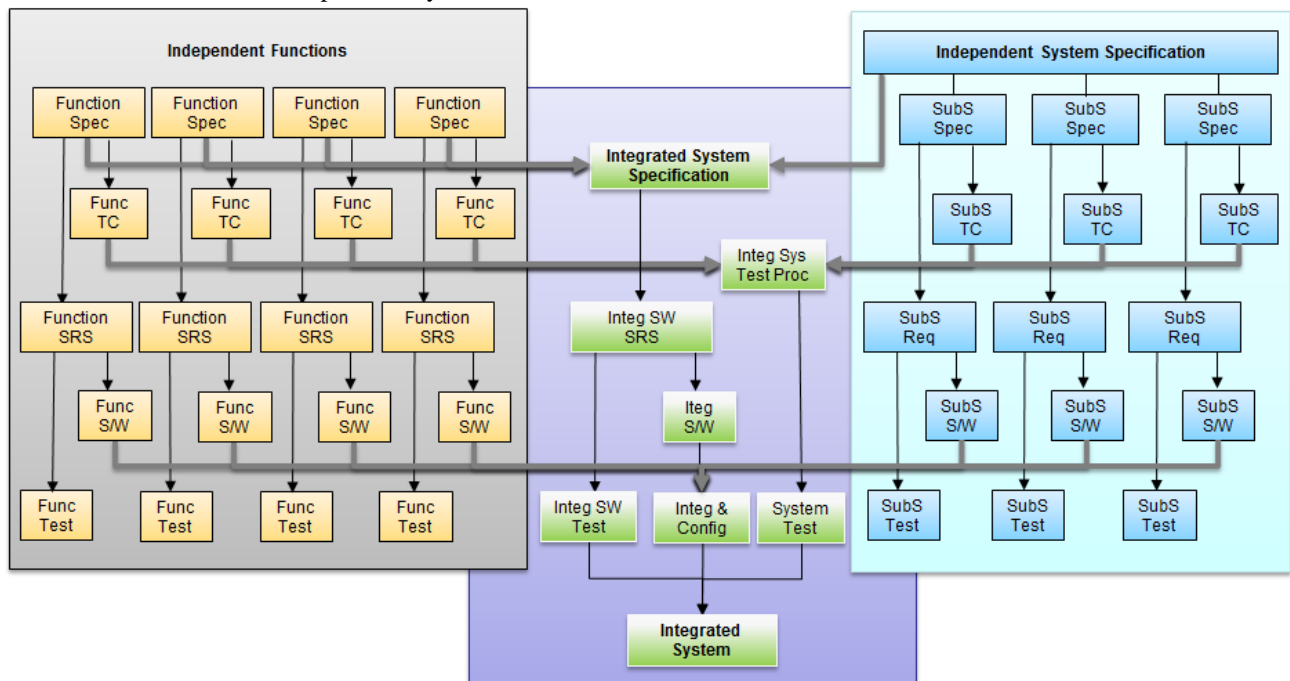 Independent Functions
Function
Spec
Function
Spec
Function
Spec
Function
Spec
Func
TC
Func
TC
Func
TC
Func
TC
Function
SRS
Function
SRS
Function
SRS
Function
SRS
Func
S/W
Func
S/W
Func
S/W
Func
S/W
Func
Test
Func
Test
Func
Test
Func
Test
Integrated System
Specification
Integ Sys
Test Proc
Integ SW
SRS
Iteg
S/W
Integ SW
Test
Integ &
Config
System
Test
Integrated
System
Independent System Specification
SubS
Spec
SubS
Spec
SubS
Spec
SubS
TC
SubS
TC
SubS
TC
SubS
Req
SubS
Req
SubS
Req
SubS
S/W
SubS
S/W
SubS
S/W
SubS
Test
SubS
Test
SubS
Test